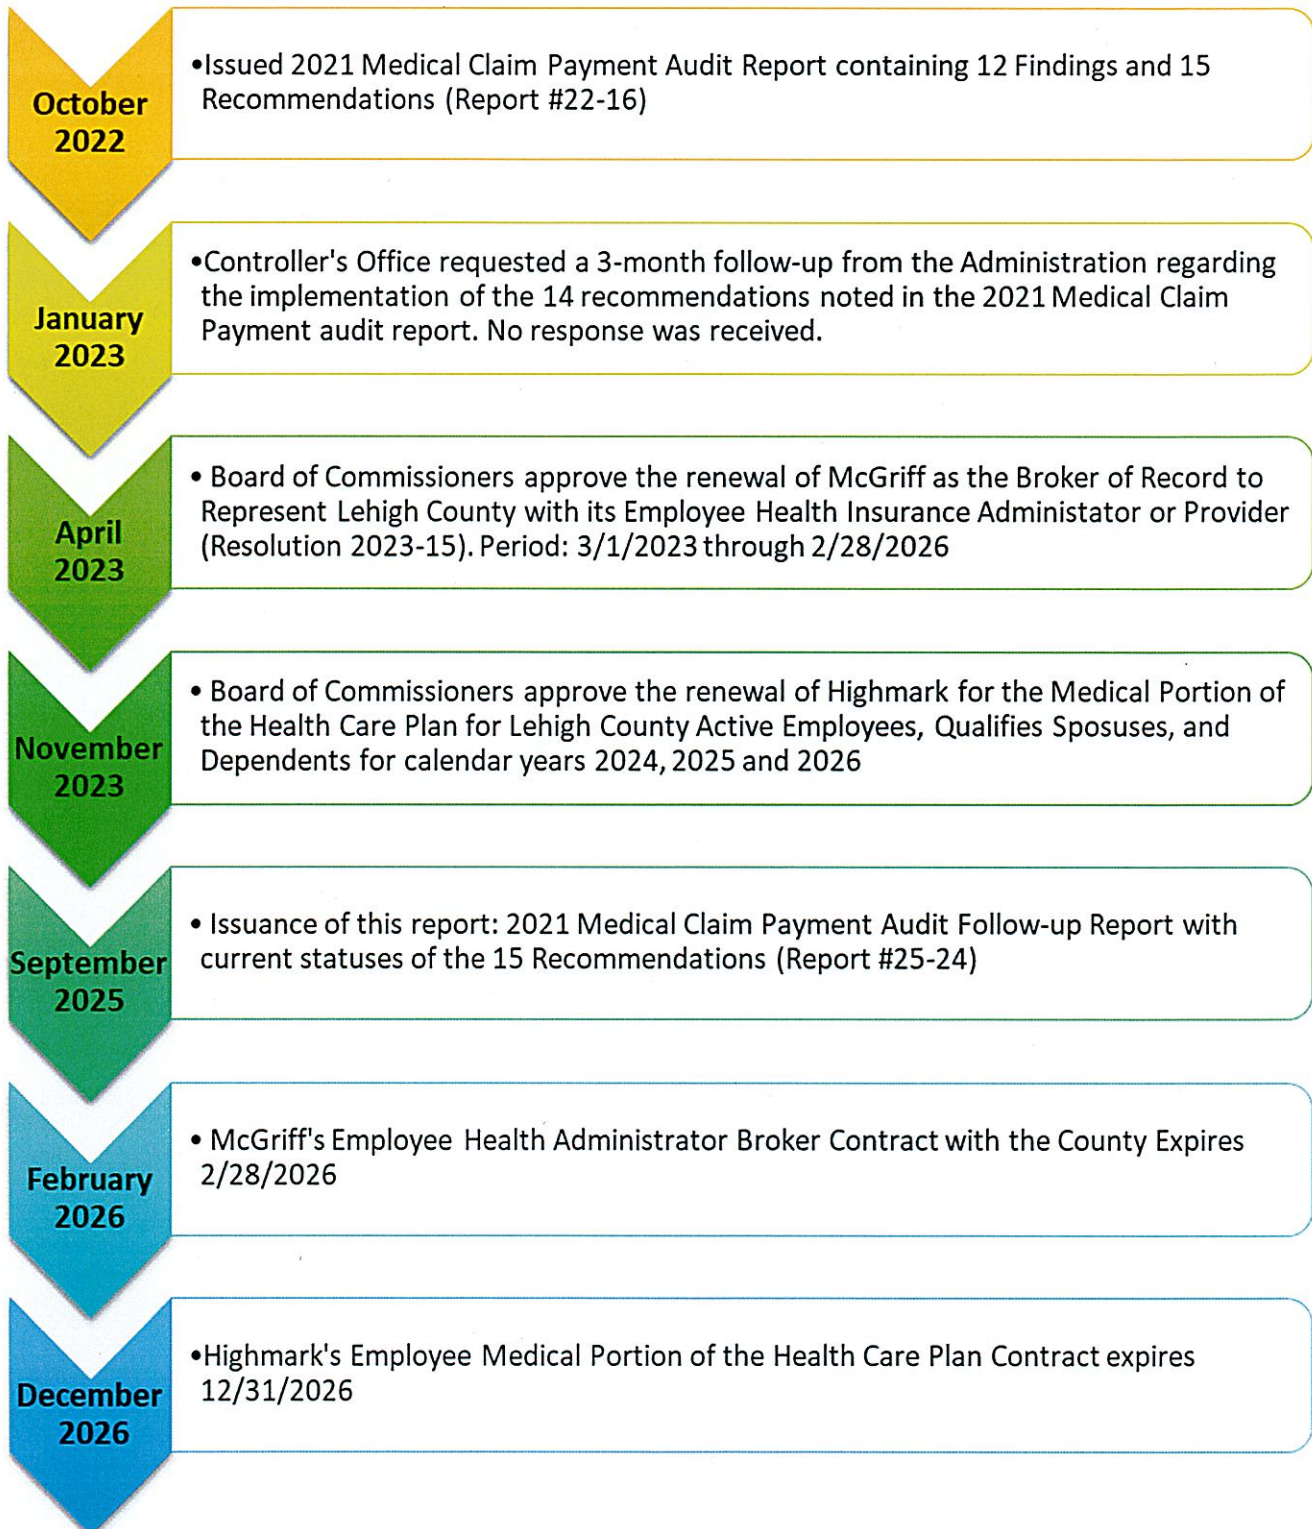 October
2022
•Issued 2021 Medical Claim Payment Audit Report containing 12 Findings and 15
Recommendations (Report #22-16)
January
2023
•Controller's Office requested a 3-month follow-up from the Administration regarding
the implementation of the 14 recommendations noted in the 2021 Medical Claim
Payment audit report. No response was received.
April
2023
• Board of Commissioners approve the renewal of McGriff as the Broker of Record to
Represent Lehigh County with its Employee Health Insurance Administator or Provider
(Resolution 2023-15). Period: 3/1/2023 through 2/28/2026
November
2023
• Board of Commissioners approve the renewal of Highmark for the Medical Portion of
the Health Care Plan for Lehigh County Active Employees, Qualifies Sposuses, and
Dependents for calendar years 2024, 2025 and 2026
September
2025
• Issuance of this report: 2021 Medical Claim Payment Audit Follow-up Report with
current statuses of the 15 Recommendations (Report #25-24)
February
2026
• McGriff's Employee Health Administrator Broker Contract with the County Expires
2/28/2026
December
2026
•Highmark's Employee Medical Portion of the Health Care Plan Contract expires
12/31/2026